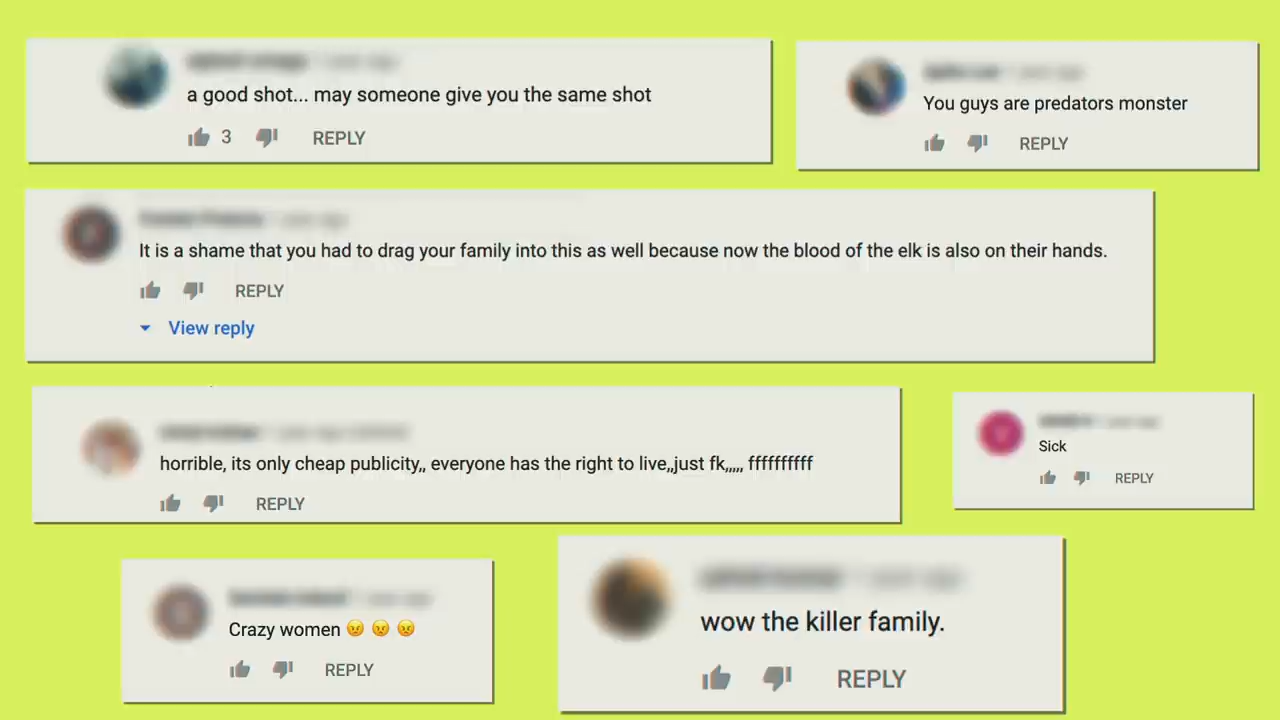 a good shot... may someone give you the same shot
3 REPLY
You guys are predators monster
REPLY
It is a shame that you had to drag your family into this as well because now the blood of the elk is also on their hands.
REPLY
View reply
horrible, its only cheap publicity,, everyone has the right to live,,just fk,,,,, ffffffffff
REPLY
Sick
REPLY
Crazy women 😡 😡 😡
REPLY
wow the killer family.
REPLY